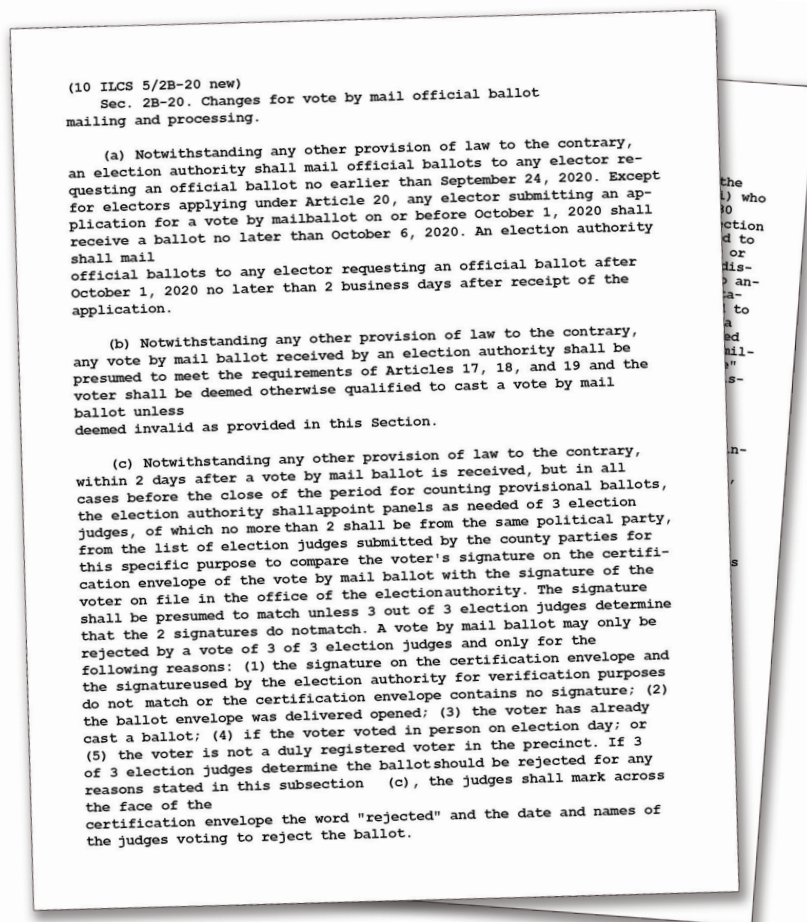 (10 ILCS 5/2B-20 new)
Sec. 2B-20. Changes for vote by mail official ballot
mailing and processing.
(a) Notwithstanding any other provision of law to the contrary,
an election authority shall mail official ballots to any elector re-
questing an official ballot no earlier than September 24, 2020. Except
for electors applying under Article 20, any elector submitting an ap-
plication for a vote by mailballot on or before October 1, 2020 shall
receive a ballot no later than October 6, 2020. An election authority
shall mail
official ballots to any elector requesting an official ballot after
October 1, 2020 no later than 2 business days after receipt of the
application.
(b) Notwithstanding any other provision of law to the contrary,
any vote by mail ballot received by an election authority shall be
presumed to meet the requirements of Articles 17, 18, and 19 and the
voter shall be deemed otherwise qualified to cast a vote by mail
ballot unless
deemed invalid as provided in this Section.
(c) Notwithstanding any other provision of law to the contrary,
within 2 days after a vote by mail ballot is received, but in all
cases before the close of the period for counting provisional ballots,
the election authority shallappoint panels as needed of 3 election
judges, of which no more than 2 shall be from the same political party,
from the list of election judges submitted by the county parties for
this specific purpose to compare the voter's signature on the certifi-
cation envelope of the vote by mail ballot with the signature of the
voter on file in the office of the electionauthority. The signature
shall be presumed to match unless 3 out of 3 election judges determine
that the 2 signatures do notmatch. A vote by mail ballot may only be
rejected by a vote of 3 of 3 election judges and only for the
following reasons: (1) the signature on the certification envelope and
the signatureused by the election authority for verification purposes
do not match or the certification envelope contains no signature; (2)
the ballot envelope was delivered opened; (3) the voter has already
cast a ballot; (4) if the voter voted in person on election day; or
(5) the voter is not a duly registered voter in the precinct. If 3
of 3 election judges determine the ballot should be rejected for any
reasons stated in this subsection (c), the judges shall mark across
the face of the
certification envelope the word "rejected" and the date and names of
the judges voting to reject the ballot.
the
) who
ction
d to
or
dis-
an-
ta-
to
a
ed
mil-
"
s-
n-
,
s